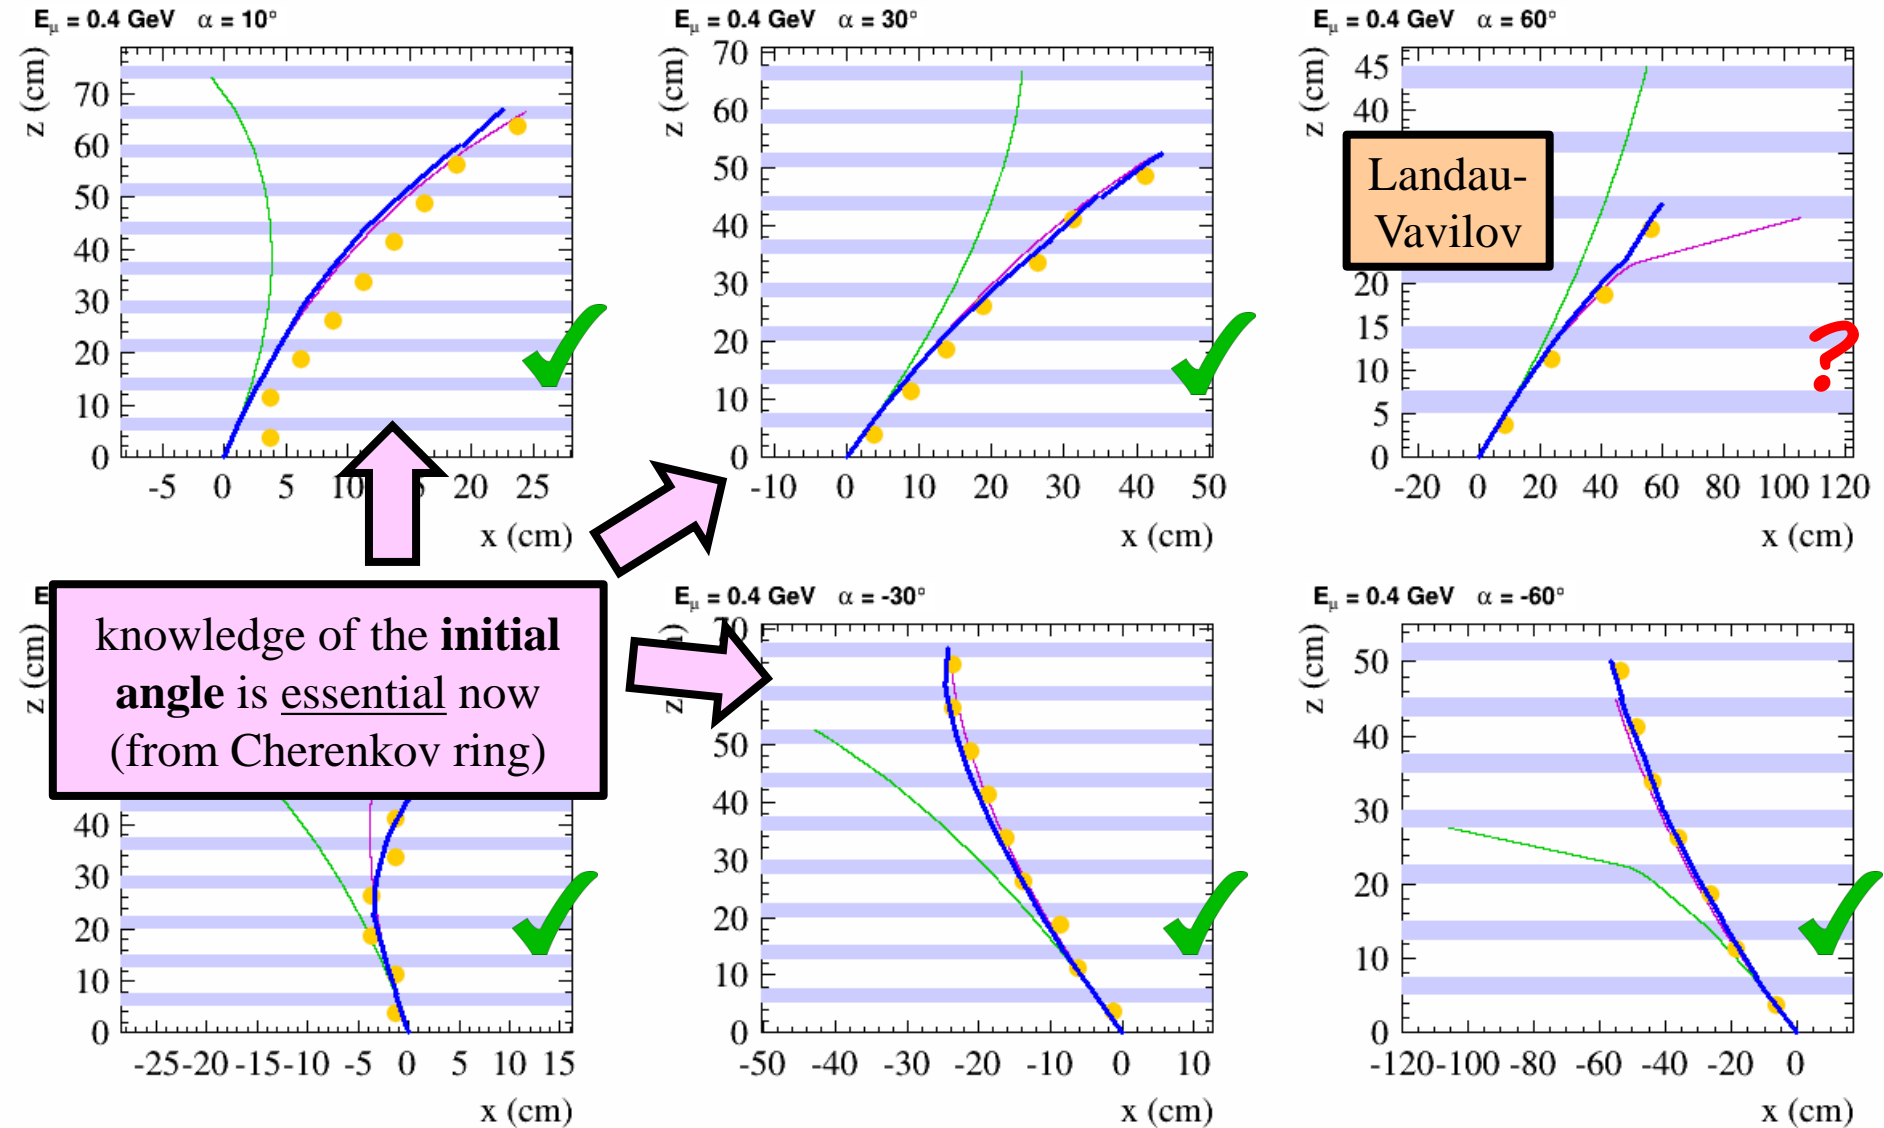 E_μ = 0.4 GeV α = 10°
z (cm)
70
60
50
40
30
20
10
0
-5 0 5 10 20 25
x (cm)
E_μ = 0.4 GeV α = 30°
z (cm)
70
60
50
40
30
20
10
0
-10 0 10 20 30 40 50
x (cm)
E_μ = 0.4 GeV α = 60°
z (cm)
45
40
Landau-
Vavilov
20
15
10
5
0
?
-20 0 20 40 60 80 100 120
x (cm)
E
knowledge of the initial
angle is essential now
(from Cherenkov ring)
z (cm)
40
30
20
10
0
-25 -20 -15 -10 -5 0 5 10 15
x (cm)
E_μ = 0.4 GeV α = -30°
z
70
50
40
30
20
10
0
-50 -40 -30 -20 -10 0 10
x (cm)
E_μ = 0.4 GeV α = -60°
z (cm)
50
40
30
20
10
0
-120 -100 -80 -60 -40 -20 0
x (cm)